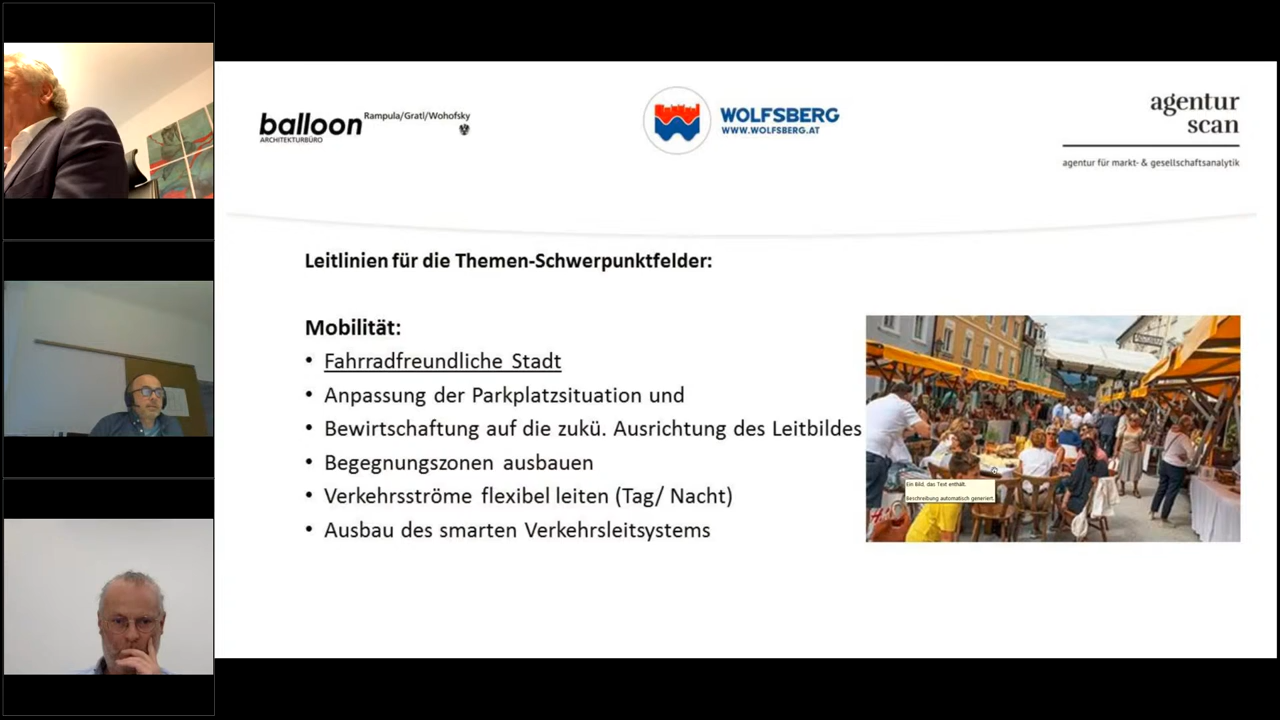 balloon Rampula/Gratl/Wohofsky
ARCHITEKTURBÜRO
WOLFSBERG
WWW.WOLFSBERG.AT
agentur
scan
agentur für markt- & gesellschaftsanalytik
Leitlinien für die Themen-Schwerpunktfelder:
Mobilität:
• Fahrradfreundliche Stadt
• Anpassung der Parkplatzsituation und
• Bewirtschaftung auf die zukü. Ausrichtung des Leitbildes
• Begegnungszonen ausbauen
• Verkehrsströme flexibel leiten (Tag/ Nacht)
• Ausbau des smarten Verkehrsleitsystems
Ein Bild, das Text enthält.
Beschreibung automatisch generiert.